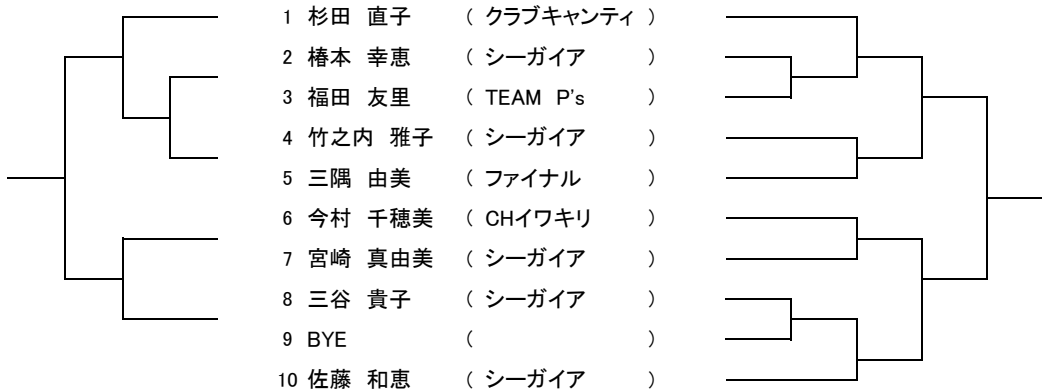 1 杉田 直子 ( クラブキャンティ )
2 椿本 幸恵 ( シーガイア )
3 福田 友里 ( TEAM P's )
4 竹之内 雅子 ( シーガイア )
5 三隅 由美 ( ファイナル )
6 今村 千穂美 ( CHイワキリ )
7 宮崎 真由美 ( シーガイア )
8 三谷 貴子 ( シーガイア )
9 BYE ( )
10 佐藤 和恵 ( シーガイア )